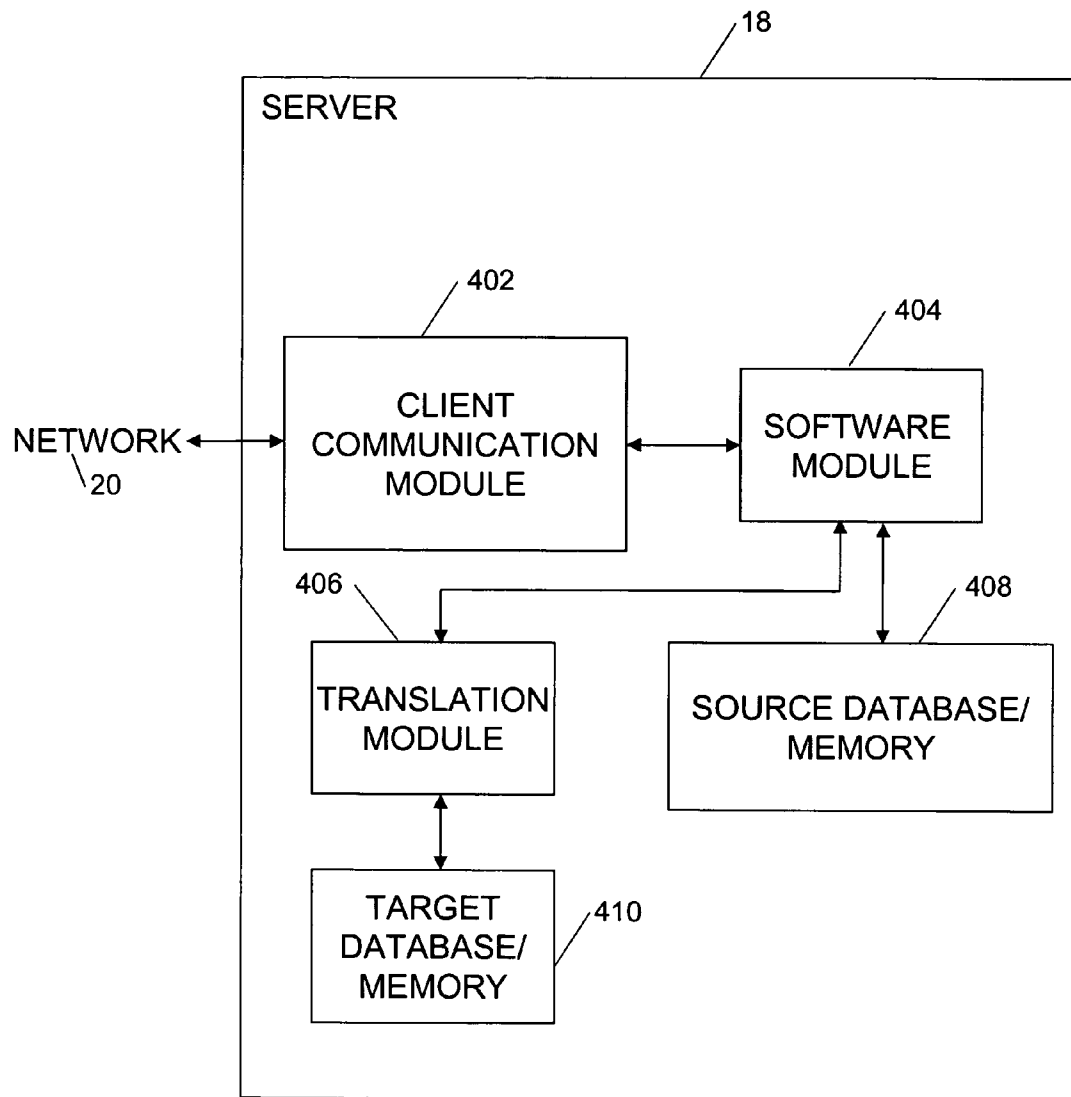 18
SERVER
402
404
CLIENT
COMMUNICATION
MODULE
SOFTWARE
MODULE
NETWORK
20
406
408
TRANSLATION
MODULE
SOURCE DATABASE/
MEMORY
TARGET
DATABASE/
MEMORY
410